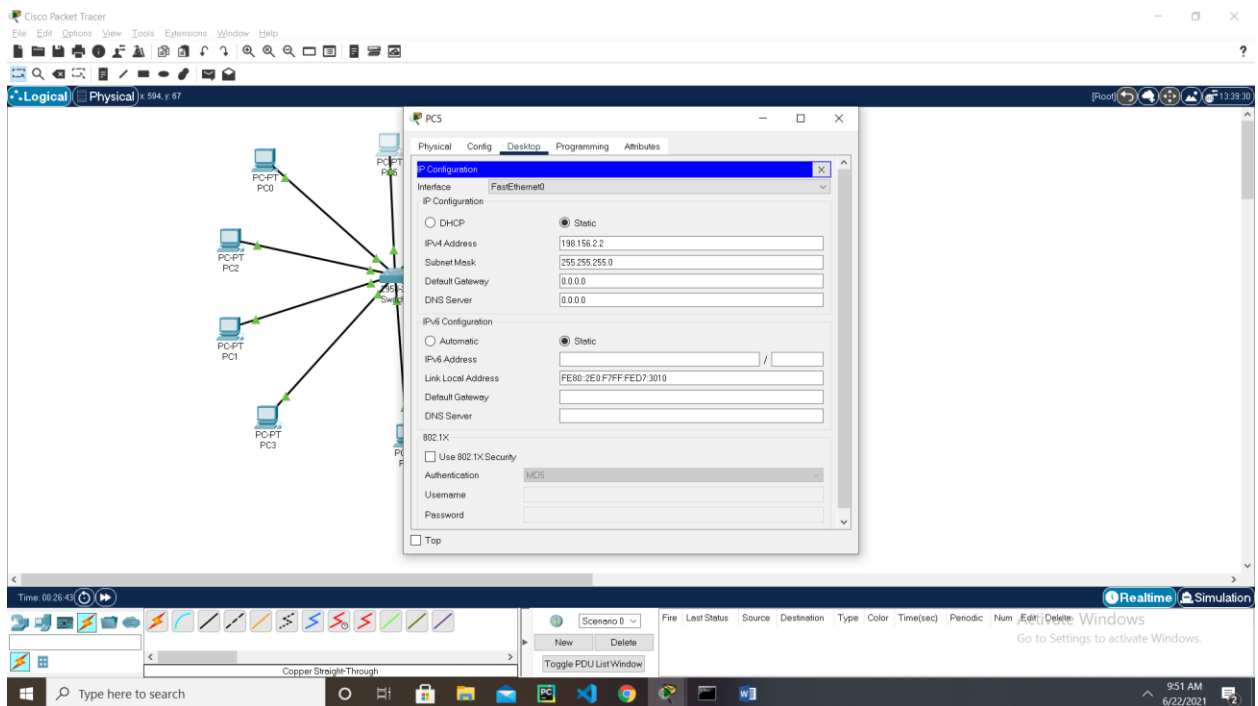 Cisco Packet Tracer
File Edit Options View Tools Extensions Window Help
?
Logical Physical x: 594, y: 67
[Root] 13:39:30
PC5
Physical Config Desktop Programming Attributes
IP Configuration X
Interface FastEthernet0
IP Configuration
DHCP Static
IPv4 Address 198.156.2.2
Subnet Mask 255.255.255.0
Default Gateway 0.0.0.0
DNS Server 0.0.0.0
IPv6 Configuration
Automatic Static
IPv6 Address /
Link Local Address FE80::2E0:F7FF:FED7:3010
Default Gateway
DNS Server
802.1X
Use 802.1X Security
Authentication MD5
Username
Password
Top
PC-PT
PC0
PC-PT
PC2
PC-PT
PC1
PC-PT
PC3
Time: 00:26:43
Realtime Simulation
Scenario 0
New Delete
Toggle PDU List Window
Fire Last Status Source Destination Type Color Time(sec) Periodic Num Edit Delete
Activate Windows
Go to Settings to activate Windows.
Copper Straight-Through
Type here to search
PC
W
9:51 AM
6/22/2021
2